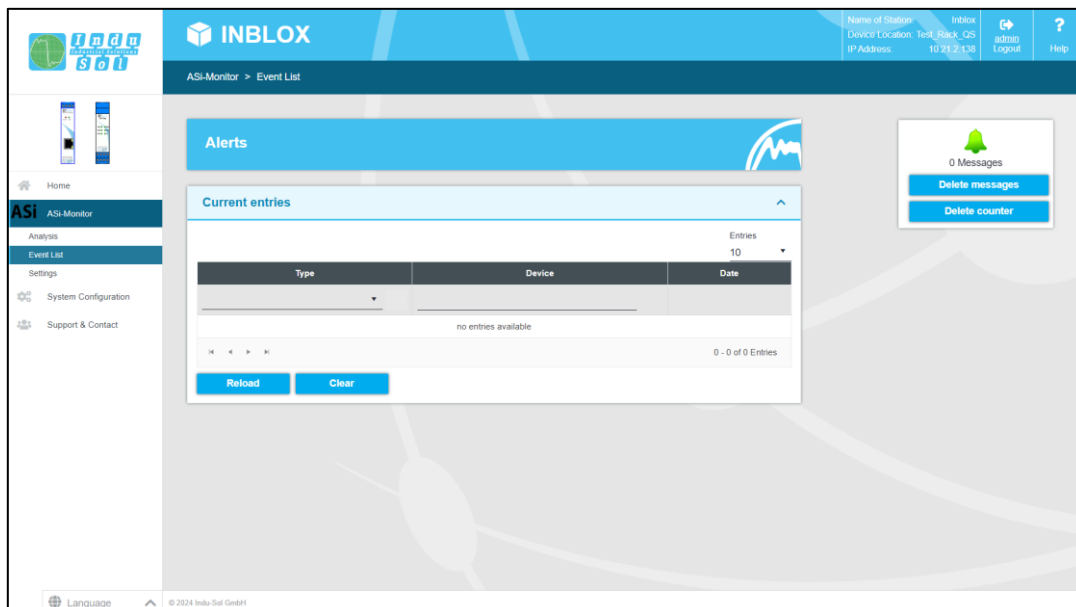 Indu
Industrial Solutions
Sol
INBLOX
Name of Station: Inblox
Device Location: Test_Rack_QS
IP Address: 10.21.2.138
admin
Logout
?
Help
ASi-Monitor > Event List
Alerts
0 Messages
Delete messages
Delete counter
Home
ASi ASi-Monitor
Analysis
Event List
Settings
System Configuration
Support & Contact
Current entries
Entries
10
Type Device Date
no entries available
0 - 0 of 0 Entries
Reload Clear
Language
© 2024 Indu-Sol GmbH